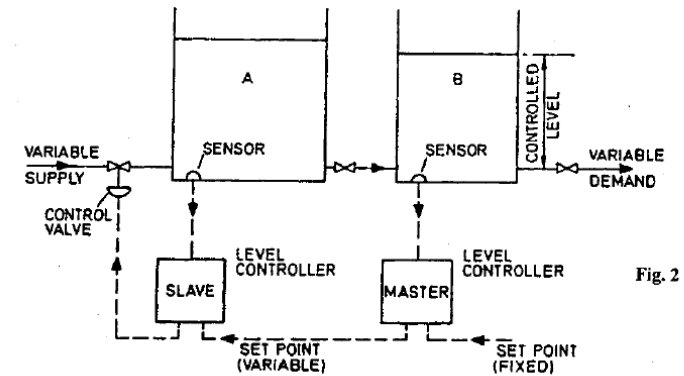 A
B
CONTROLLED
LEVEL
VARIABLE
SUPPLY
SENSOR
SENSOR
VARIABLE
DEMAND
CONTROL
VALVE
LEVEL
CONTROLLER
LEVEL
CONTROLLER
SLAVE
MASTER
Fig. 2
SET POINT
(VARIABLE)
SET POINT
(FIXED)